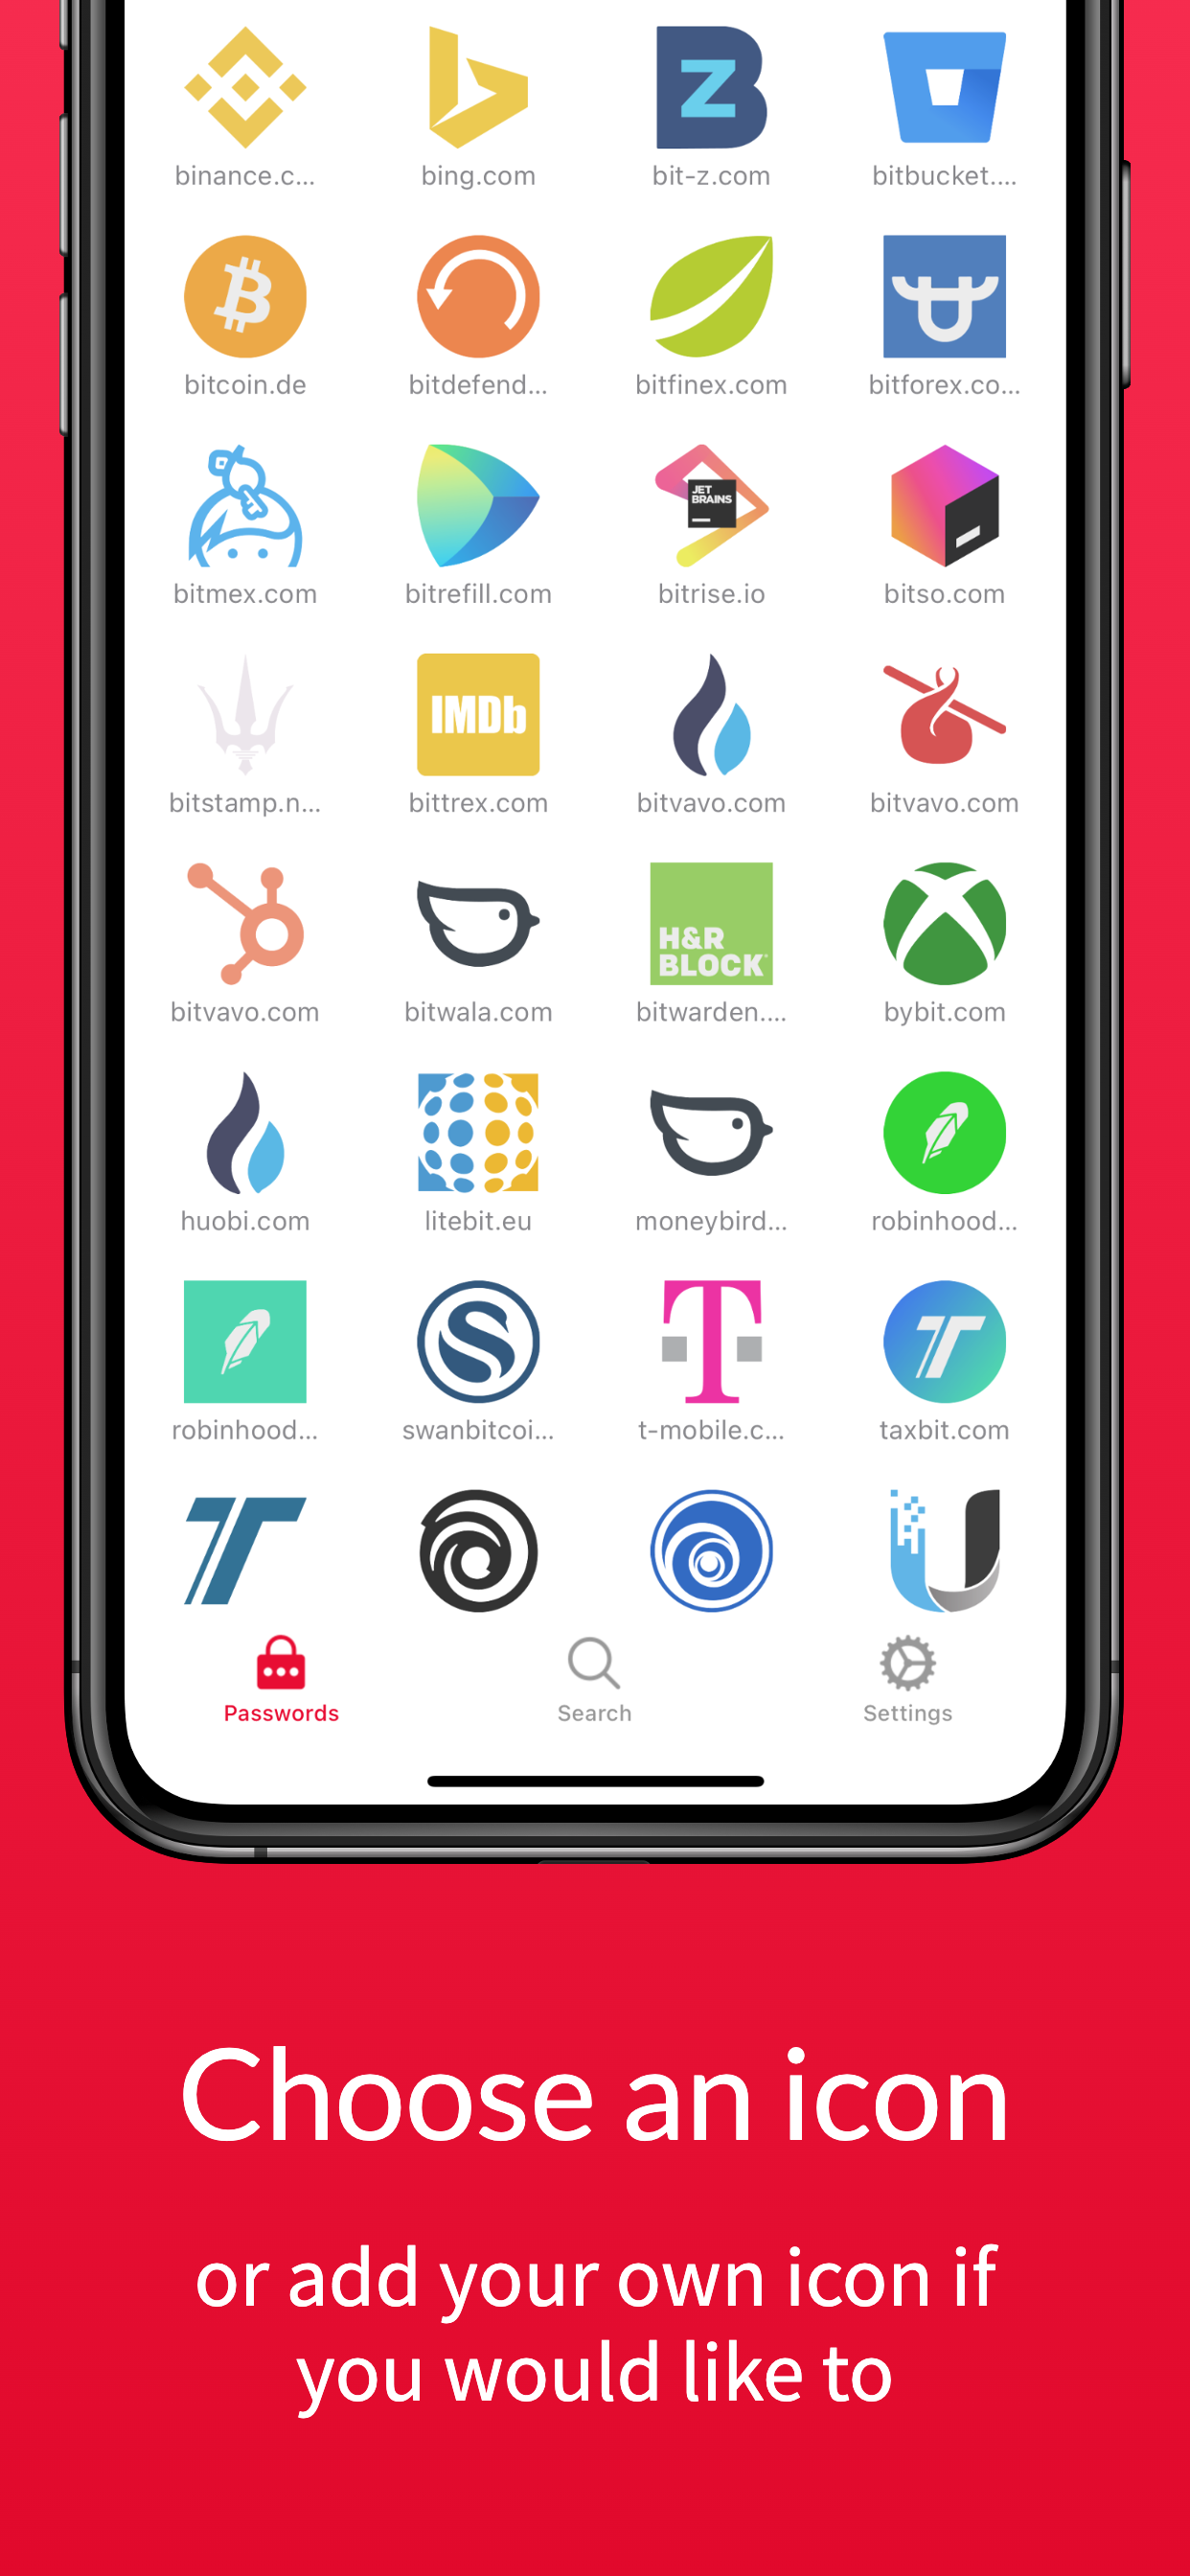 binance.c...
bing.com
bit-z.com
bitbucket....
bitcoin.de
bitdefend...
bitfinex.com
bitforex.co...
JET
BRAINS
bitmex.com
bitrefill.com
bitrise.io
bitso.com
IMDb
bitstamp.n...
bittrex.com
bitvavo.com
bitvavo.com
H&R
BLOCK
bitvavo.com
bitwala.com
bitwarden....
bybit.com
huobi.com
litebit.eu
moneybird...
robinhood...
T
robinhood...
swanbitcoi...
t-mobile.c...
taxbit.com
Passwords
Search
Settings
Choose an icon
or add your own icon if
you would like to